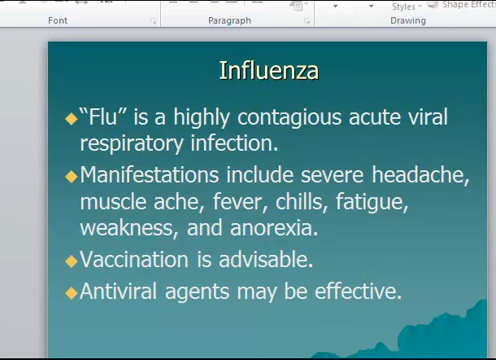 Font
Paragraph
Styles
Shape Effects
Drawing
Influenza
“Flu” is a highly contagious acute viral
respiratory infection.
Manifestations include severe headache,
muscle ache, fever, chills, fatigue,
weakness, and anorexia.
Vaccination is advisable.
Antiviral agents may be effective.